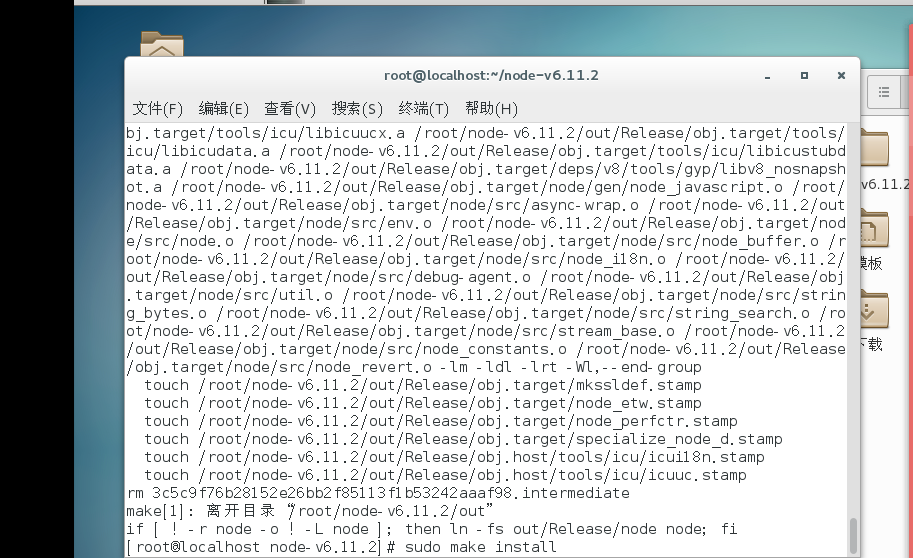 root@localhost:~/node-v6.11.2
文件(F) 编辑(E) 查看(V) 搜索(S) 终端(T) 帮助(H)
bj.target/tools/icu/libicuucx.a /root/node-v6.11.2/out/Release/obj.target/tools/
icu/libicudata.a /root/node-v6.11.2/out/Release/obj.target/tools/icu/libicustubd
ata.a /root/node-v6.11.2/out/Release/obj.target/deps/v8/tools/gyp/libv8_nosnapsh
ot.a /root/node-v6.11.2/out/Release/obj.target/node/gen/node_javascript.o /root/
node-v6.11.2/out/Release/obj.target/node/src/async-wrap.o /root/node-v6.11.2/out
/Release/obj.target/node/src/env.o /root/node-v6.11.2/out/Release/obj.target/nod
e/src/node.o /root/node-v6.11.2/out/Release/obj.target/node/src/node_buffer.o /r
oot/node-v6.11.2/out/Release/obj.target/node/src/node_i18n.o /root/node-v6.11.2/
out/Release/obj.target/node/src/debug-agent.o /root/node-v6.11.2/out/Release/obj
.target/node/src/util.o /root/node-v6.11.2/out/Release/obj.target/node/src/strin
g_bytes.o /root/node-v6.11.2/out/Release/obj.target/node/src/string_search.o /ro
ot/node-v6.11.2/out/Release/obj.target/node/src/stream_base.o /root/node-v6.11.2
/out/Release/obj.target/node/src/node_constants.o /root/node-v6.11.2/out/Release
/obj.target/node/src/node_revert.o -lm -ldl -lrt -Wl,--end-group
touch /root/node-v6.11.2/out/Release/obj.target/mkssldef.stamp
touch /root/node-v6.11.2/out/Release/obj.target/node_etw.stamp
touch /root/node-v6.11.2/out/Release/obj.target/node_perfctr.stamp
touch /root/node-v6.11.2/out/Release/obj.target/specialize_node_d.stamp
touch /root/node-v6.11.2/out/Release/obj.host/tools/icu/icui18n.stamp
touch /root/node-v6.11.2/out/Release/obj.host/tools/icu/icuuc.stamp
rm 3c5c9f76b28152e26bb2f85113f1b53242aaaf98.intermediate
make[1]: 离开目录“/root/node-v6.11.2/out”
if [ ! -r node -o ! -L node ]; then ln -fs out/Release/node node; fi
[root@localhost node-v6.11.2]# sudo make install
v6.11.2
模板
下载